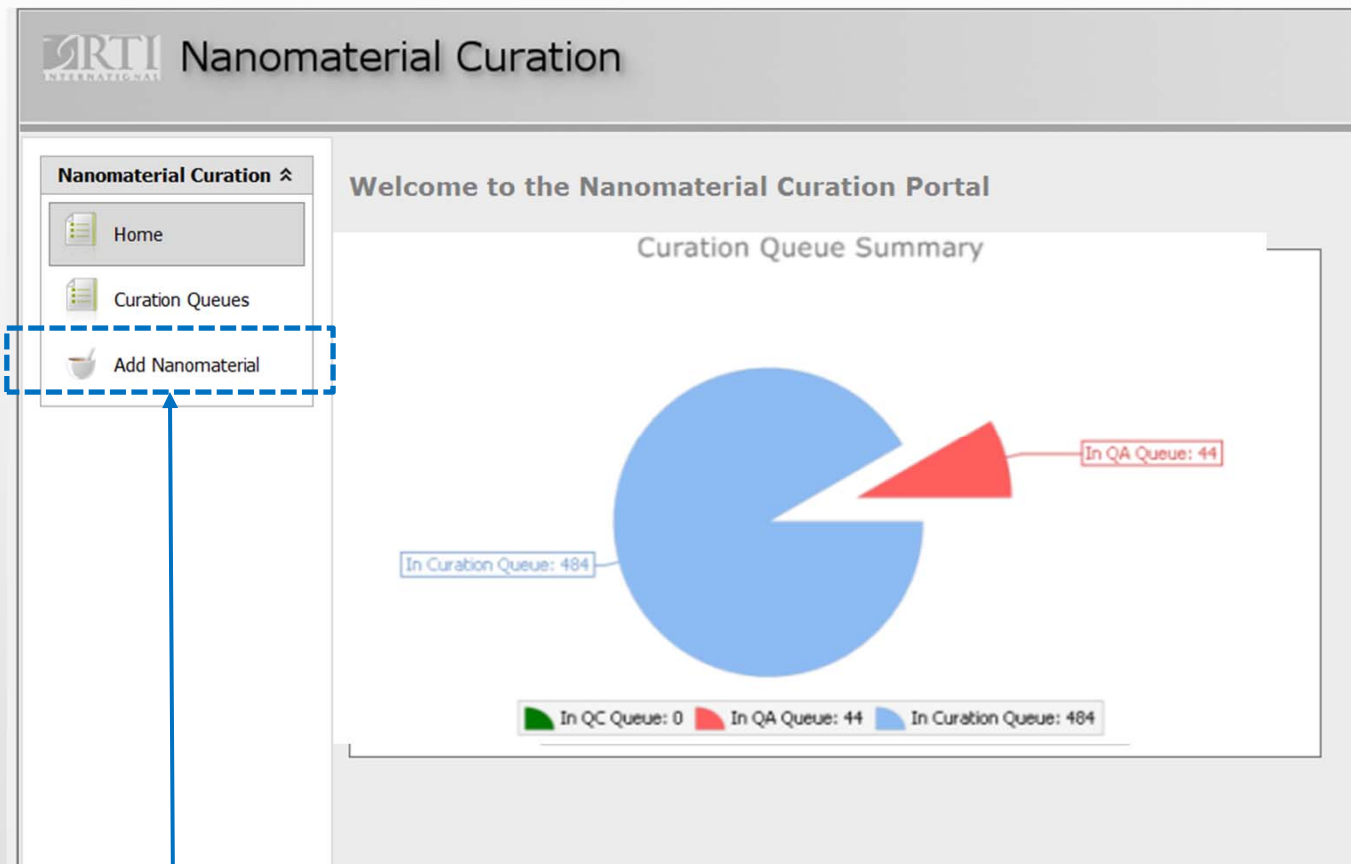 RTI
INTERNATIONAL
Nanomaterial Curation
Nanomaterial Curation
Home
Curation Queues
Add Nanomaterial
Welcome to the Nanomaterial Curation Portal
Curation Queue Summary
In QA Queue: 44
In Curation Queue: 484
In QC Queue: 0 In QA Queue: 44 In Curation Queue: 484